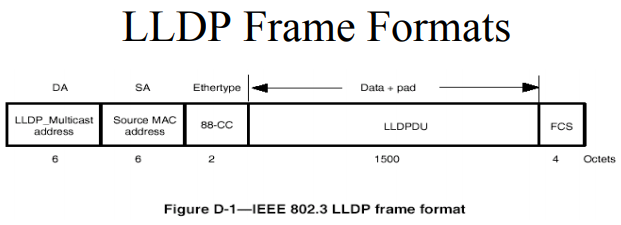 LLDP Frame Formats
DA SA Ethertype Data + pad
LLDP_Multicast address Source MAC address 88-CC LLDPDU FCS
6 6 2 1500 4 Octets
Figure D-1—IEEE 802.3 LLDP frame format